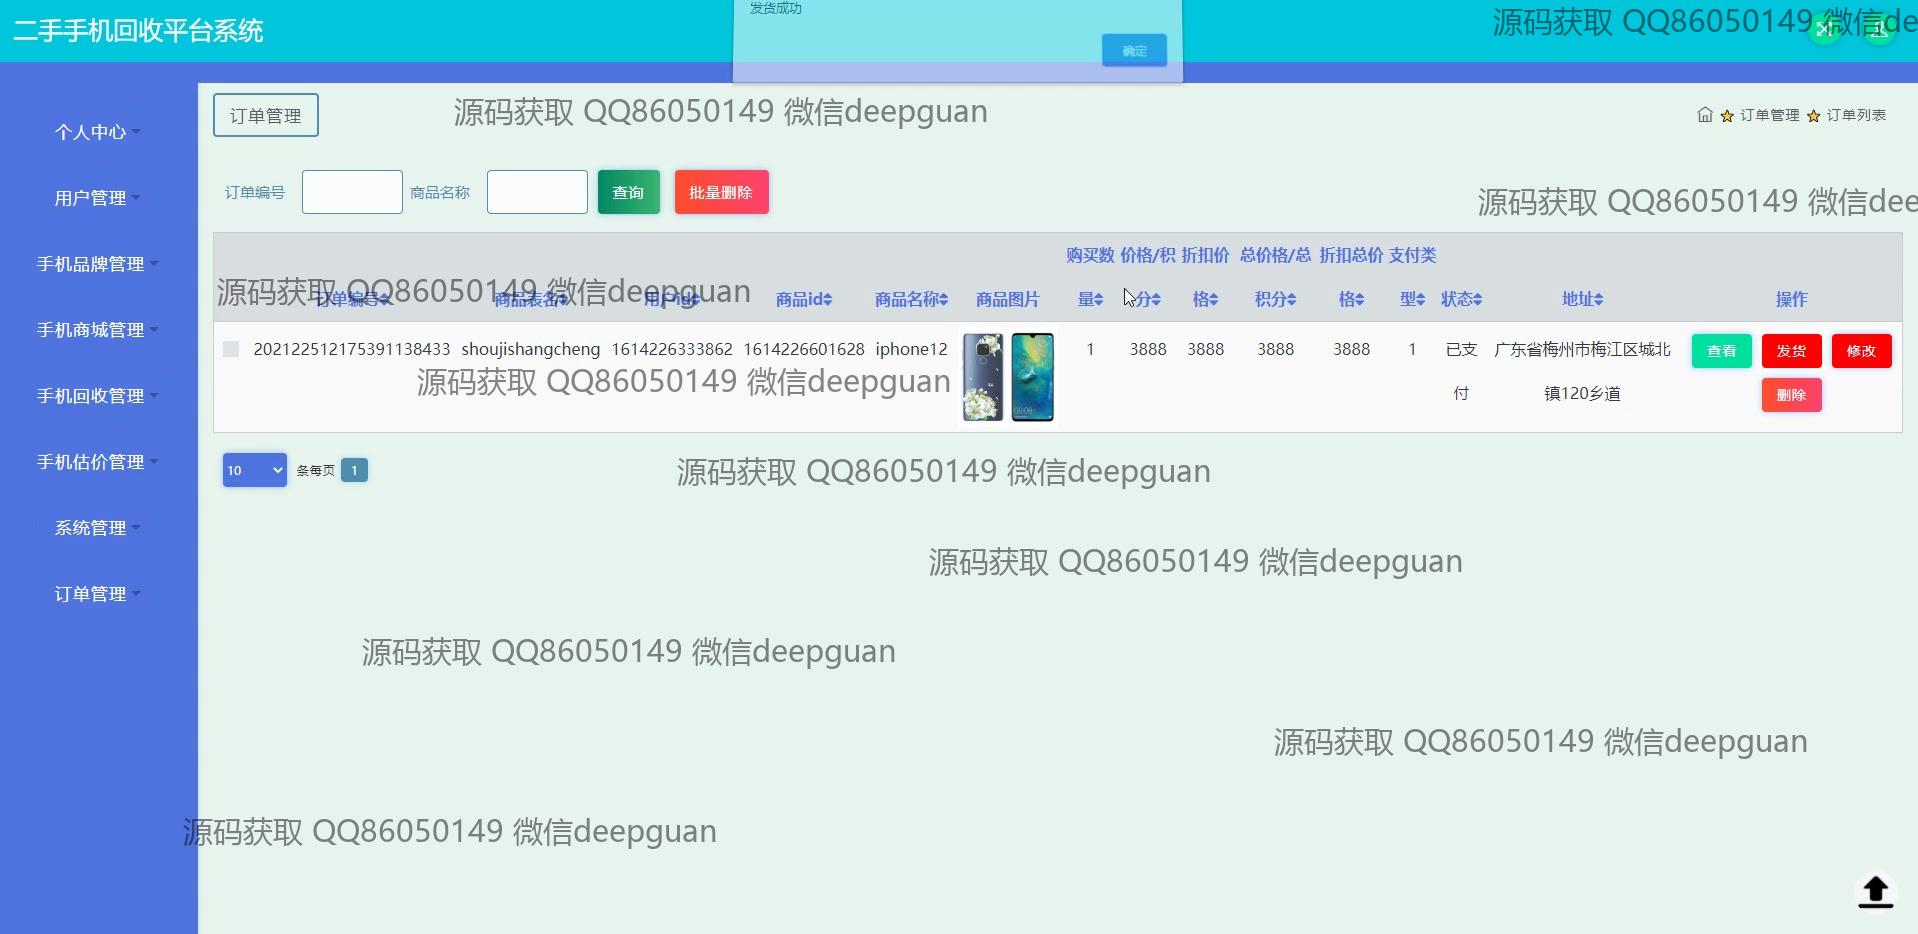 二手手机回收平台系统
发货成功
确定
源码获取 QQ86050149 微信de
个人中心
用户管理
手机品牌管理
手机商城管理
手机回收管理
手机估价管理
系统管理
订单管理
订单管理
源码获取 QQ86050149 微信deepguan
订单管理 订单列表
订单编号 商品名称 查询 批量删除
源码获取 QQ86050149 微信dee
订单编号 商品表名 用户id 商品id 商品名称 商品图片 购买数量 价格/积分 折扣价格 总价格/总积分 折扣总价格 支付类型 状态 地址 操作
源码获取 QQ86050149 微信deepguan
202122512175391138433 shoujishangcheng 1614226333862 1614226601628 iphone12 1 3888 3888 3888 3888 1 已支付 广东省梅州市梅江区城北镇120乡道 查看 发货 修改
删除
源码获取 QQ86050149 微信deepguan
10 条每页 1
源码获取 QQ86050149 微信deepguan
源码获取 QQ86050149 微信deepguan
源码获取 QQ86050149 微信deepguan
源码获取 QQ86050149 微信deepguan
源码获取 QQ86050149 微信deepguan